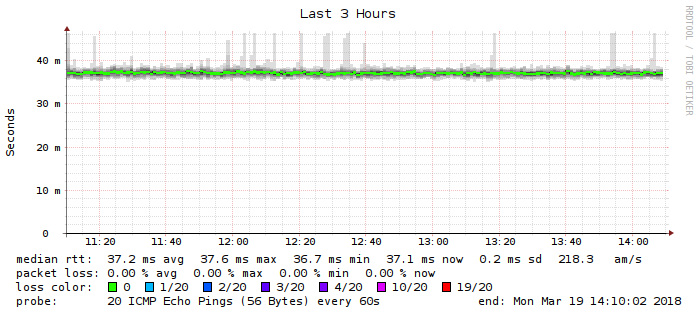 Last 3 Hours
RRDTOOL / TOBI OETIKER
Seconds
40 m
30 m
20 m
10 m
0
11:20 11:40 12:00 12:20 12:40 13:00 13:20 13:40 14:00
median rtt: 37.2 ms avg 37.6 ms max 36.7 ms min 37.1 ms now 0.2 ms sd 218.3 am/s
packet loss: 0.00 % avg 0.00 % max 0.00 % min 0.00 % now
loss color: 0 1/20 2/20 3/20 4/20 10/20 19/20
probe: 20 ICMP Echo Pings (56 Bytes) every 60s end: Mon Mar 19 14:10:02 2018